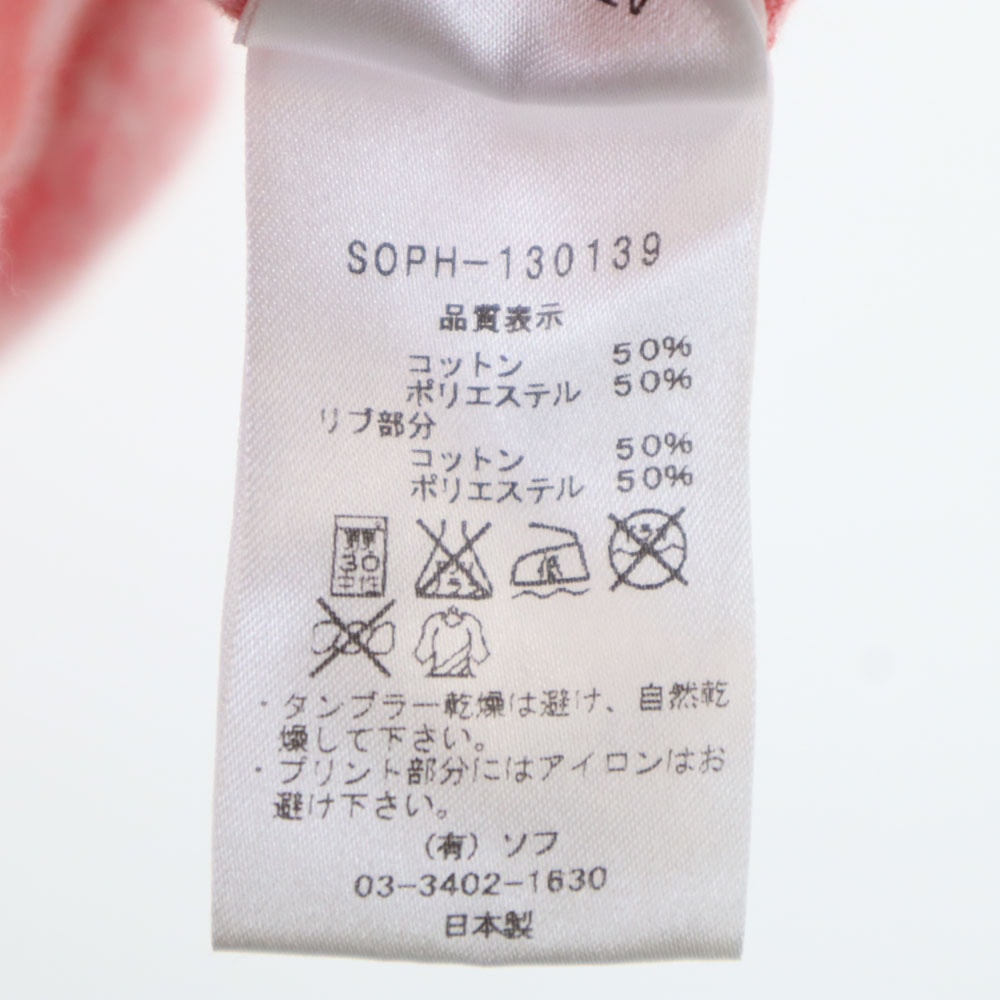 SOPH-130139
品質表示
コットン 50%
ポリエステル 50%
リブ部分
コットン 50%
ポリエステル 50%
30
中性
低
・タンブラー乾燥は避け、自然乾
燥して下さい。
・プリント部分にはアイロンはお
避け下さい。
(有) ソフ
03-3402-1630
日本製